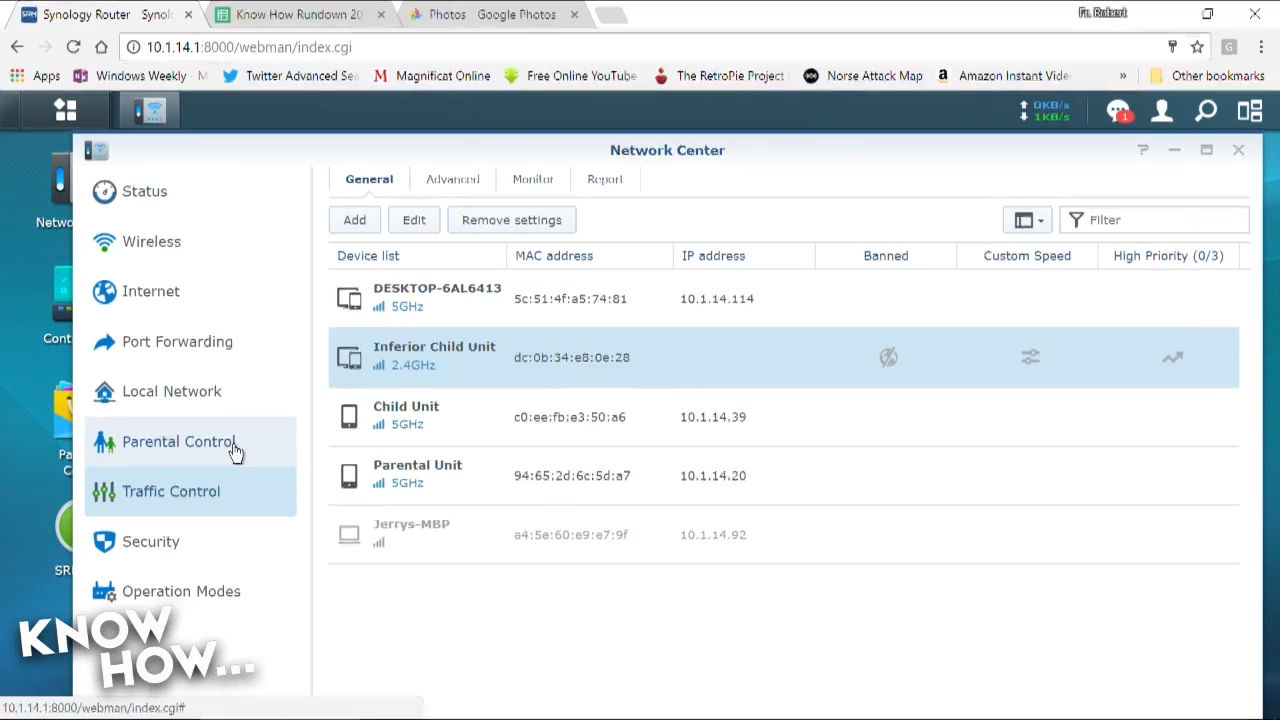 Synology Router Synol
Know How Rundown 20
Photos Google Photos
Fr. Robert
10.1.14.1:8000/webman/index.cgi
G
Apps
Windows Weekly M
Twitter Advanced Sea
Magnificat Online
Free Online YouTube
The RetroPie Project
Norse Attack Map
Amazon Instant Vide
»
Other bookmarks
0KB/s
1KB/s
1
Network Center
Status
Wireless
Internet
Port Forwarding
Local Network
Parental Control
Traffic Control
Security
Operation Modes
Netwo
Cont
Pa
C
SR
General Advanced Monitor Report
Add Edit Remove settings
Filter
Device list MAC address IP address Banned Custom Speed High Priority (0/3)
DESKTOP-6AL6413
5GHz
5c:51:4f:a5:74:81 10.1.14.114
Inferior Child Unit
2.4GHz
dc:0b:34:e8:0e:28
Child Unit
5GHz
c0:ee:fb:e3:50:a6 10.1.14.39
Parental Unit
5GHz
94:65:2d:6c:5d:a7 10.1.14.20
Jerrys-MBP
a4:5e:60:e9:e7:9f 10.1.14.92
KNOW
HOW...
10.1.14.1:8000/webman/index.cgi#